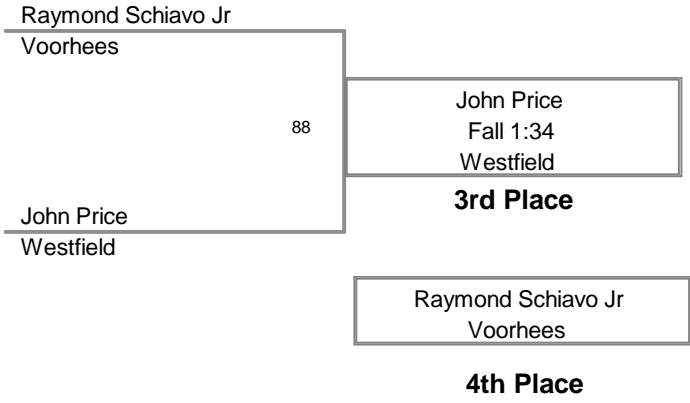 Raymond Schiavo Jr
Voorhees
88
John Price
Fall 1:34
Westfield
3rd Place
John Price
Westfield
Raymond Schiavo Jr
Voorhees
4th Place